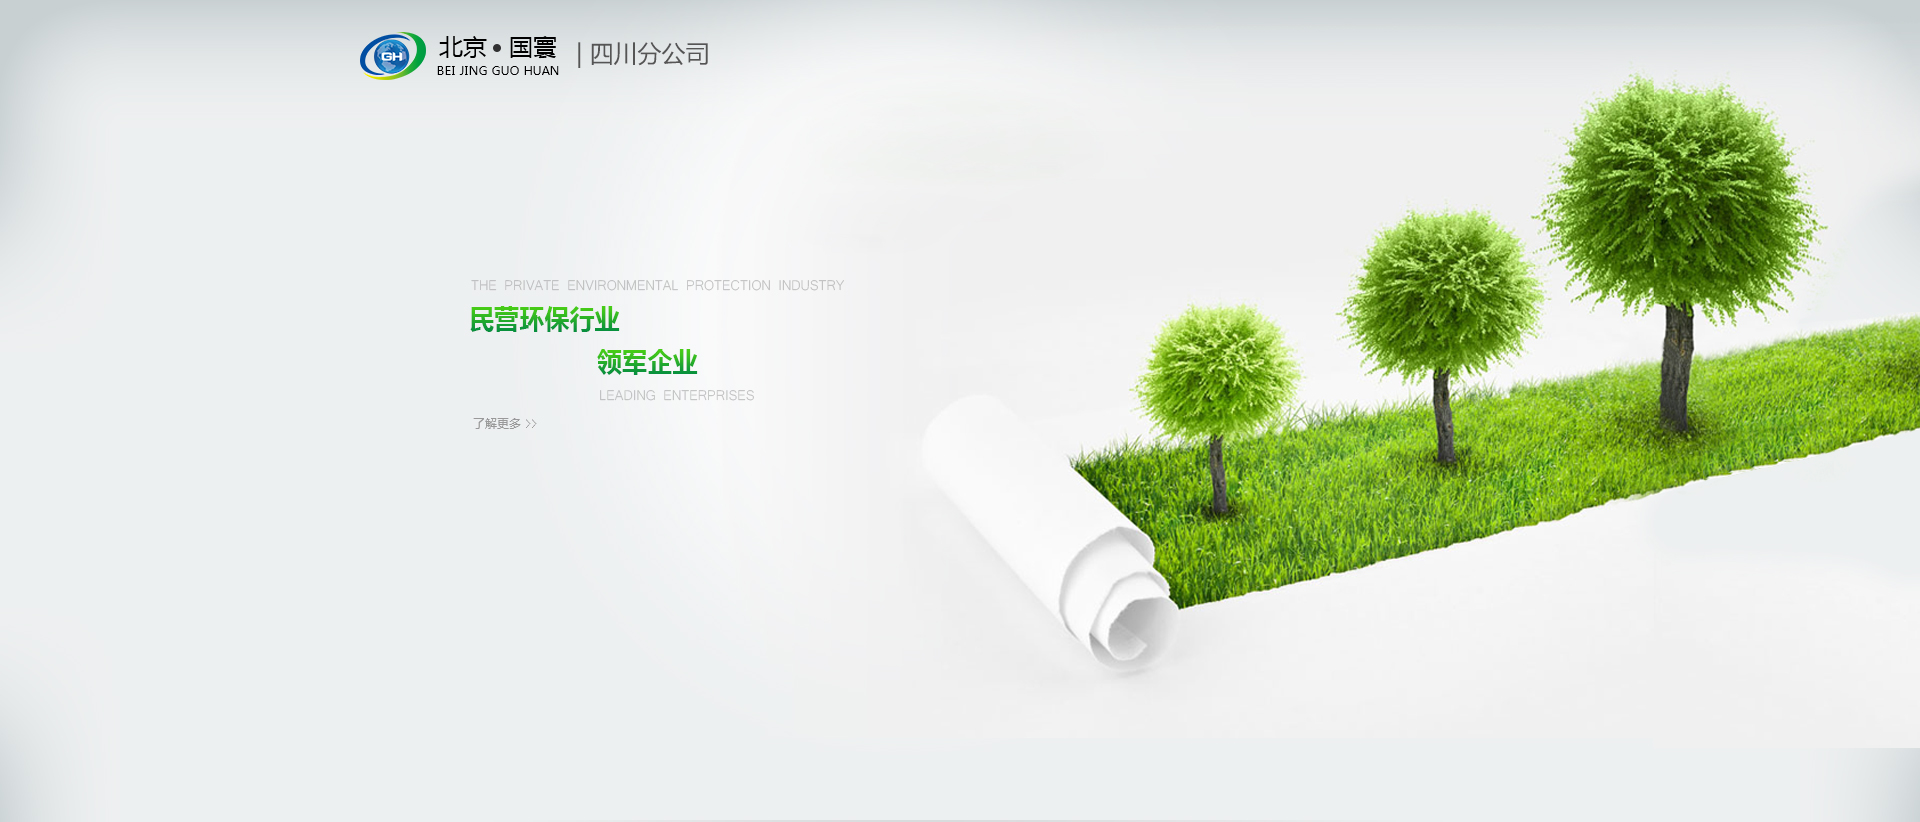 GH
北京•国寰 | 四川分公司
BEI JING GUO HUAN
THE PRIVATE ENVIRONMENTAL PROTECTION INDUSTRY
民营环保行业
领军企业
LEADING ENTERPRISES
了解更多 >>